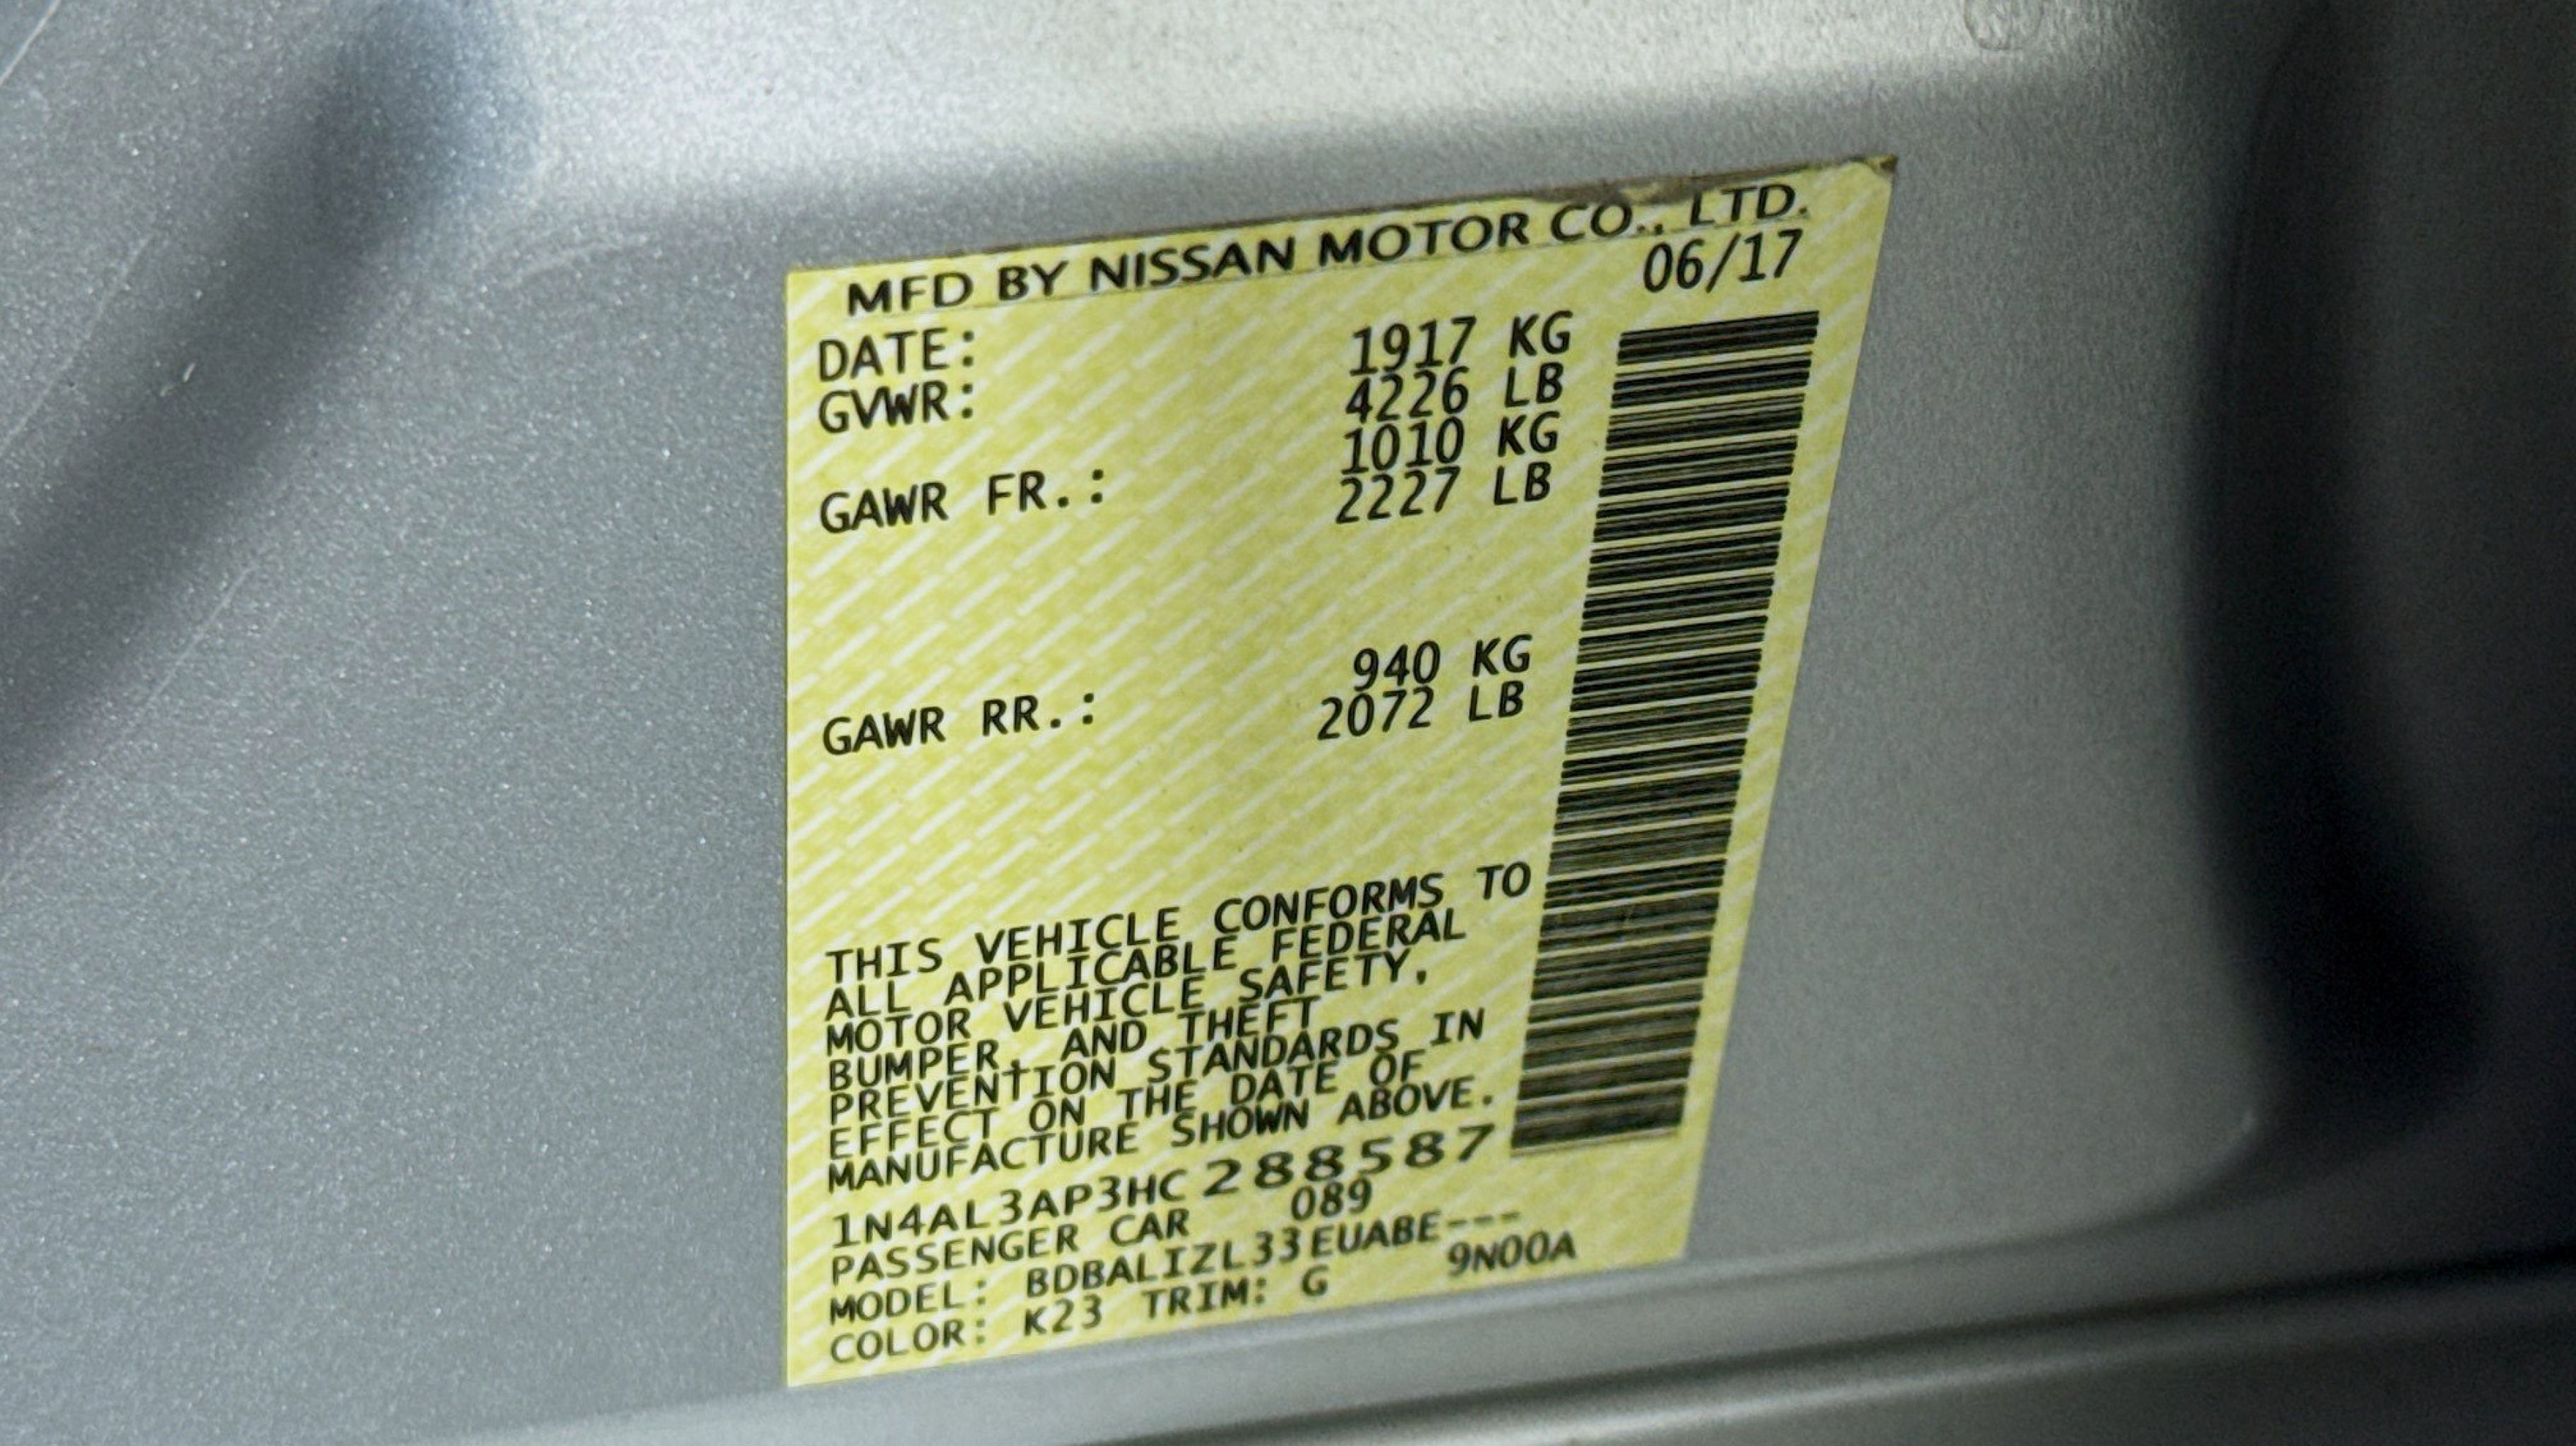 MFD BY NISSAN MOTOR CO., LTD.
DATE: 06/17
GVWR: 1917 KG
4226 LB
GAWR FR.: 1010 KG
2227 LB
GAWR RR.: 940 KG
2072 LB
THIS VEHICLE CONFORMS TO
ALL APPLICABLE FEDERAL
MOTOR VEHICLE SAFETY,
BUMPER, AND THEFT
PREVENTION STANDARDS IN
EFFECT ON THE DATE OF
MANUFACTURE SHOWN ABOVE.
1N4AL3AP3HC288587
PASSENGER CAR 089
MODEL: BDBALIZL33EUABE---
COLOR: K23 TRIM: G 9N00A